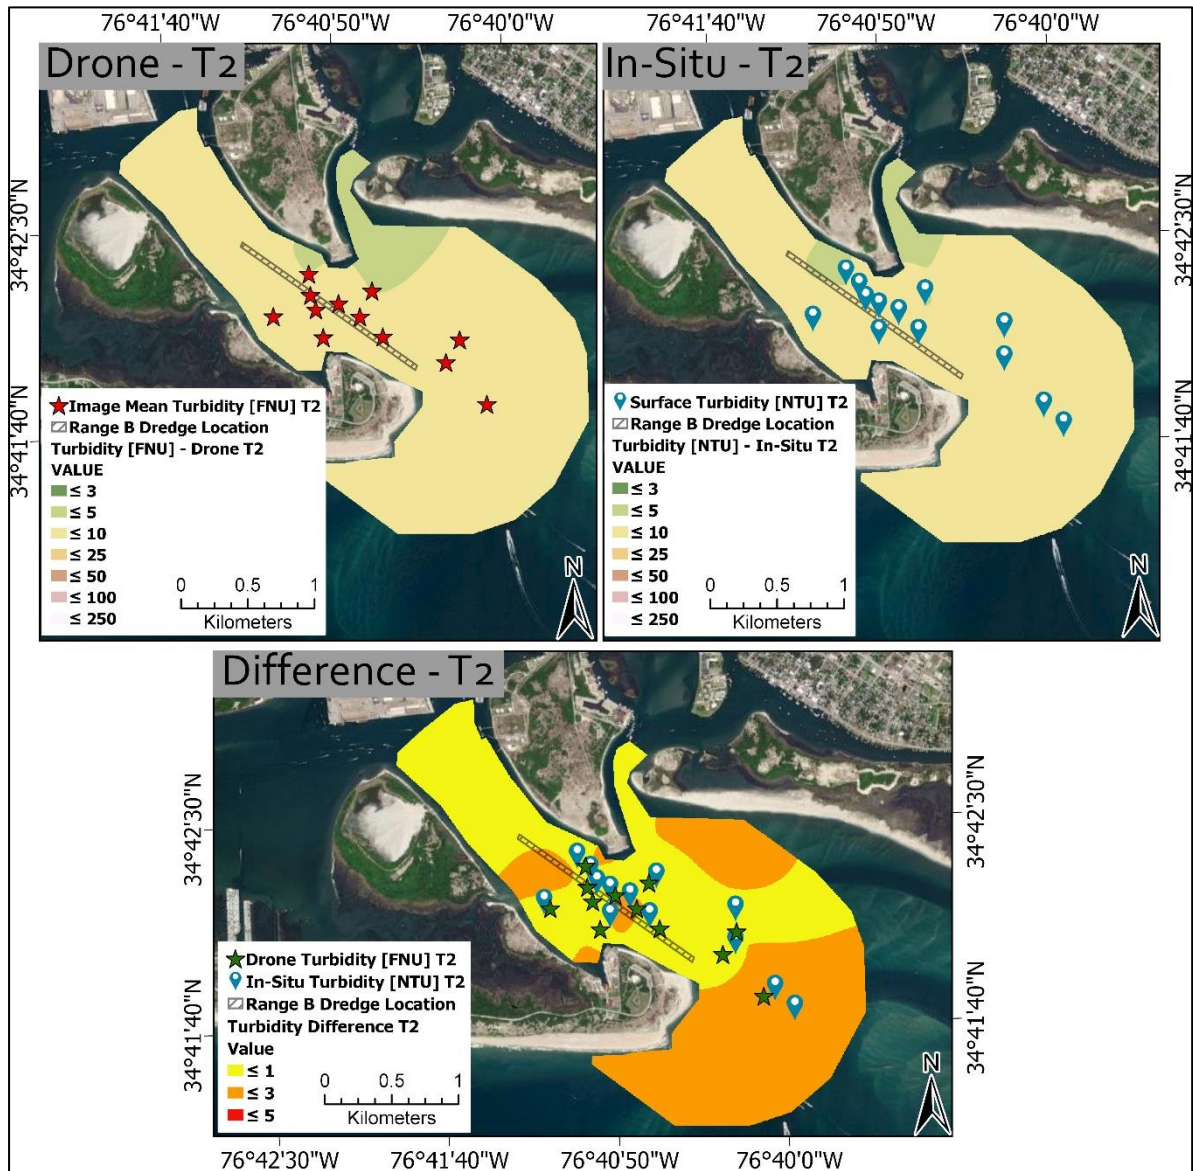 76°41'40"W 76°40'50"W 76°40'0"W 76°41'40"W 76°40'50"W 76°40'0"W
Drone - T2
In-Situ - T2
34°42'30"N
34°41'40"N
34°42'30"N
34°41'40"N
Image Mean Turbidity [FNU] T2
Range B Dredge Location
Turbidity [FNU] - Drone T2
VALUE
≤ 3
≤ 5
≤ 10
≤ 25
≤ 50
≤ 100
≤ 250
0 0.5 1
Kilometers
N
Surface Turbidity [NTU] T2
Range B Dredge Location
Turbidity [NTU] - In-Situ T2
VALUE
≤ 3
≤ 5
≤ 10
≤ 25
≤ 50
≤ 100
≤ 250
0 0.5 1
Kilometers
N
Difference - T2
34°42'30"N
34°41'40"N
34°42'30"N
34°41'40"N
Drone Turbidity [FNU] T2
In-Situ Turbidity [NTU] T2
Range B Dredge Location
Turbidity Difference T2
Value
≤ 1
≤ 3
≤ 5
0 0.5 1
Kilometers
N
76°42'30"W 76°41'40"W 76°40'50"W 76°40'0"W